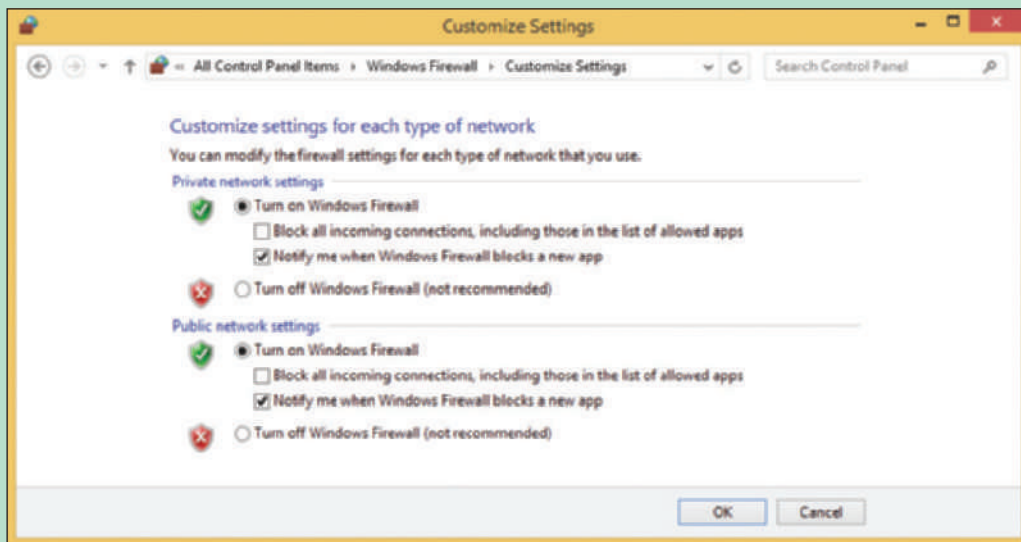 Customize Settings
« All Control Panel Items ▸ Windows Firewall ▸ Customize Settings
Search Control Panel
Customize settings for each type of network
You can modify the firewall settings for each type of network that you use.
Private network settings
Turn on Windows Firewall
Block all incoming connections, including those in the list of allowed apps
Notify me when Windows Firewall blocks a new app
Turn off Windows Firewall (not recommended)
Public network settings
Turn on Windows Firewall
Block all incoming connections, including those in the list of allowed apps
Notify me when Windows Firewall blocks a new app
Turn off Windows Firewall (not recommended)
OK
Cancel